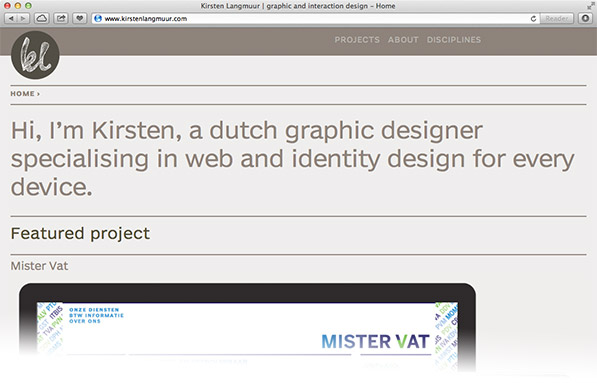 Kirsten Langmuur | graphic and interaction design – Home
www.kirstenlangmuur.com
Reader
kl
PROJECTS ABOUT DISCIPLINES
HOME ›
Hi, I’m Kirsten, a dutch graphic designer
specialising in web and identity design for every
device.
Featured project
Mister Vat
ONZE DIENSTEN
BTW INFORMATIE
OVER ONS
MISTER VAT